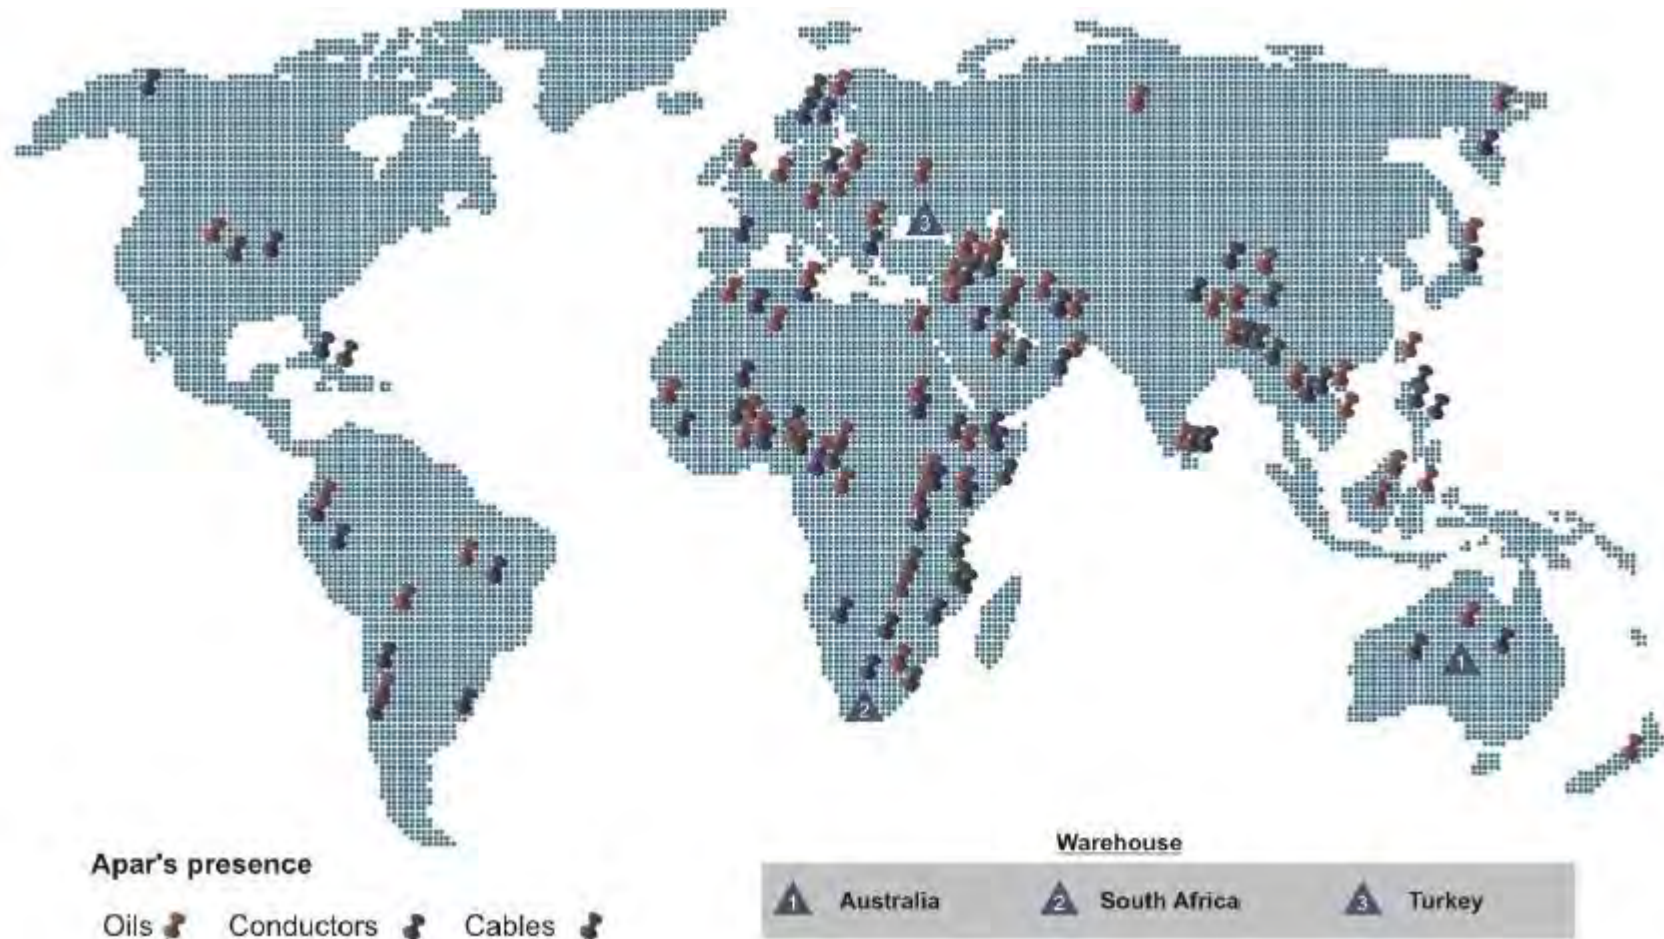 3
1
2
Apar's presence
Oils Conductors Cables
Warehouse
1 Australia 2 South Africa 3 Turkey